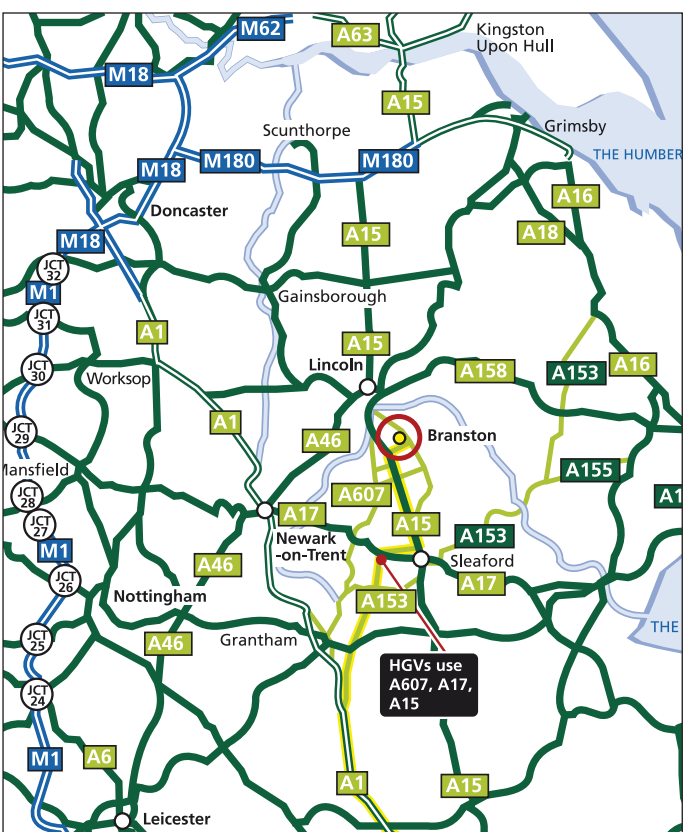 M62
A63
Kingston
Upon Hull
M18
A15
Scunthorpe
Grimsby
M180
M180
THE HUMBER
M18
A16
Doncaster
A18
M18
A15
JCT
32
M1
Gainsborough
JCT
31
A1
A15
Lincoln
JCT
30
Worksop
A158
A153
A16
A1
JCT
29
A46
Branston
Mansfield
A155
JCT
28
A607
A1
A17
A15
JCT
27
Newark
-on-Trent
A153
M1
A46
Sleaford
JCT
26
A17
Nottingham
A153
THE
JCT
25
A46
Grantham
HGVs use
A607, A17,
A15
JCT
24
M1
A6
A1
A15
Leicester